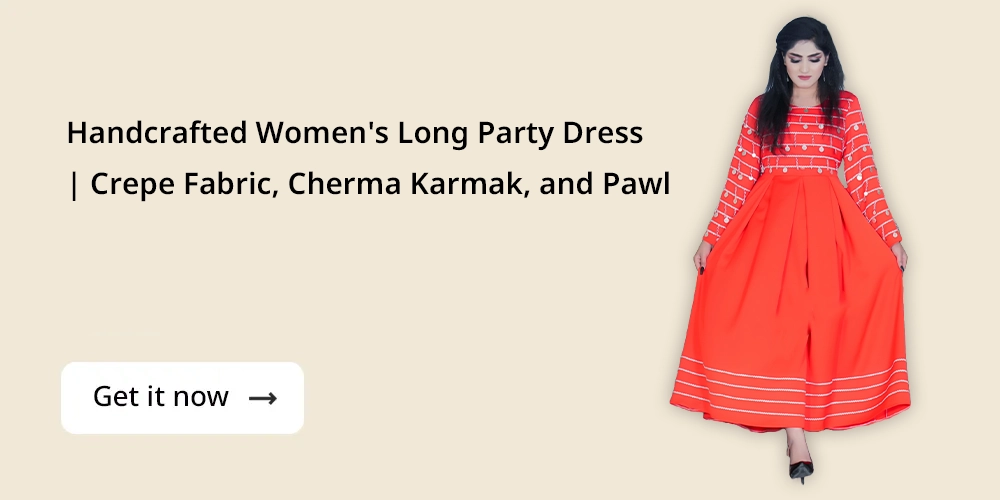 Handcrafted Women's Long Party Dress
| Crepe Fabric, Cherma Karmak, and Pawl
Get it now →